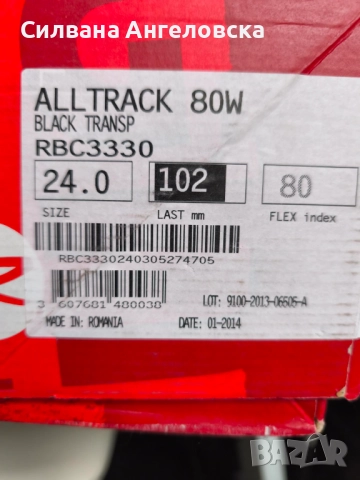 Силвана Ангеловска
ALLTRACK 80W
BLACK TRANSP
RBC3330
24.0 102 80
SIZE LAST mm FLEX index
RBC3330240305274705
3 607681 480038
LOT: 9100-2013-06505-A
MADE IN: ROMANIA DATE: 01-2014
BAZAR